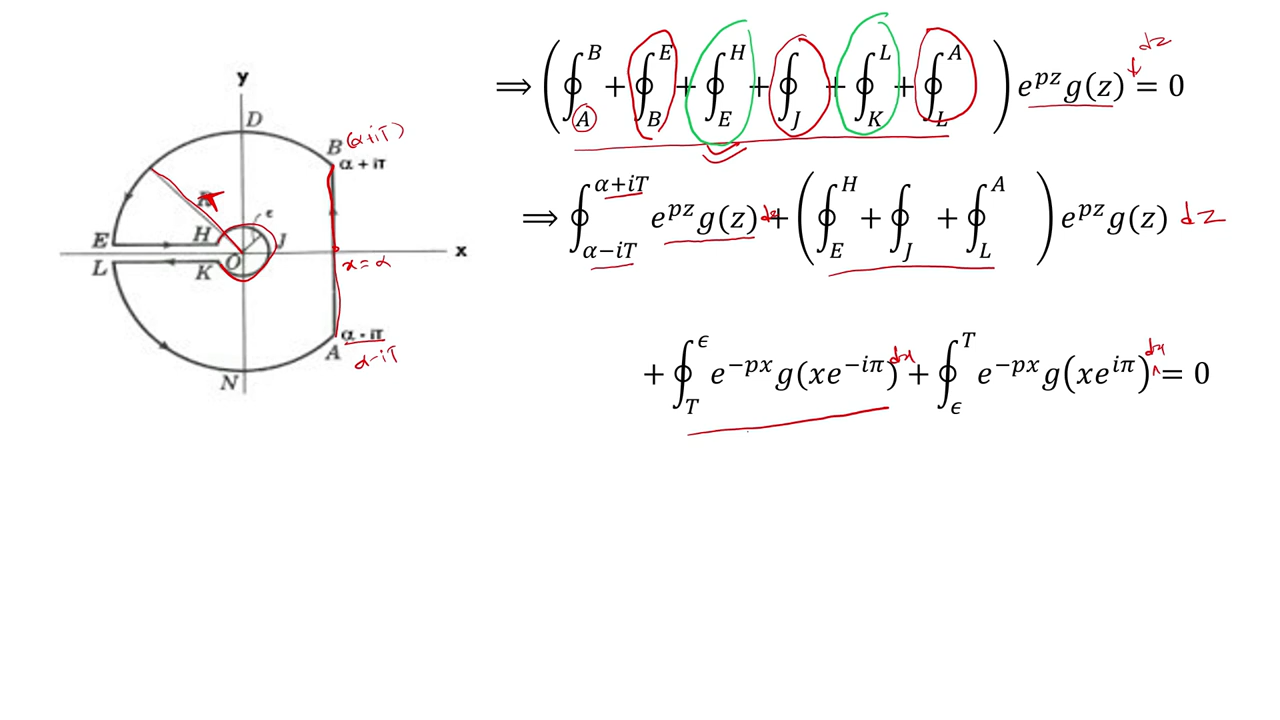 y
D
B (α+iT)
α + iT
R
ϵ
E
H
J
x
L
K
O
x = α
α - iT
A
α-iT
N
dz
⟹ (∮_A^B + ∮_B^E + ∮_E^H + ∮_J + ∮_K^L + ∮_L^A) e^{pz} g(z) = 0
⟹ ∮_{α−iT}^{α+iT} e^{pz} g(z) dz + (∮_E^H + ∮_J + ∮_L^A) e^{pz} g(z) dz
+ ∮_T^ϵ e^{−px} g(xe^{−iπ}) dx + ∮_ϵ^T e^{−px} g(xe^{iπ}) dx = 0